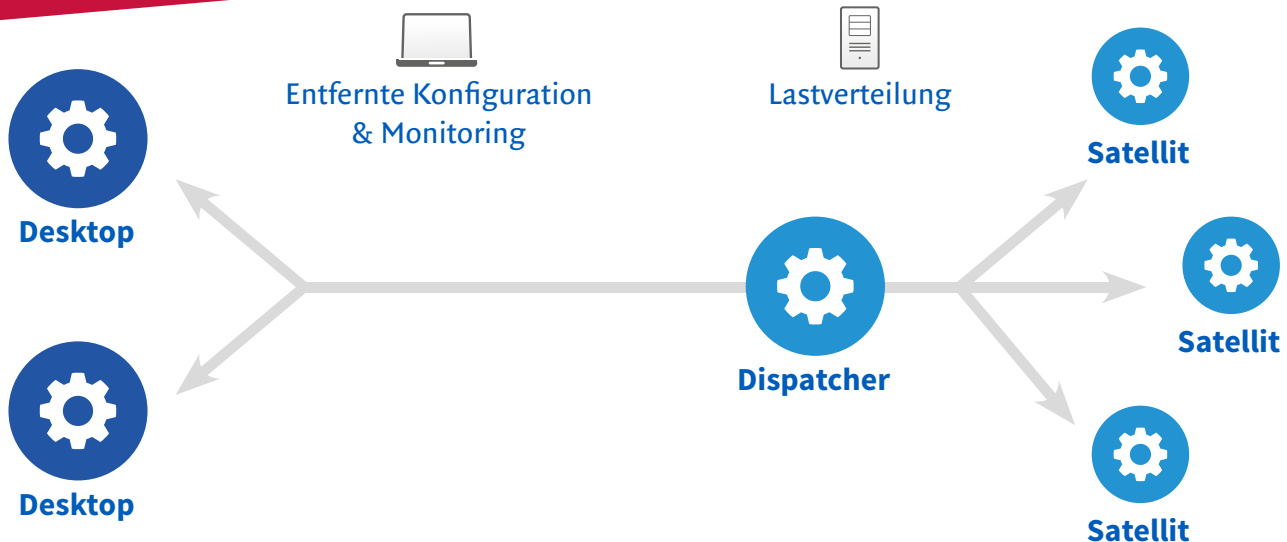 Entfernte Konfiguration
& Monitoring
Lastverteilung
Desktop
Desktop
Dispatcher
Satellit
Satellit
Satellit